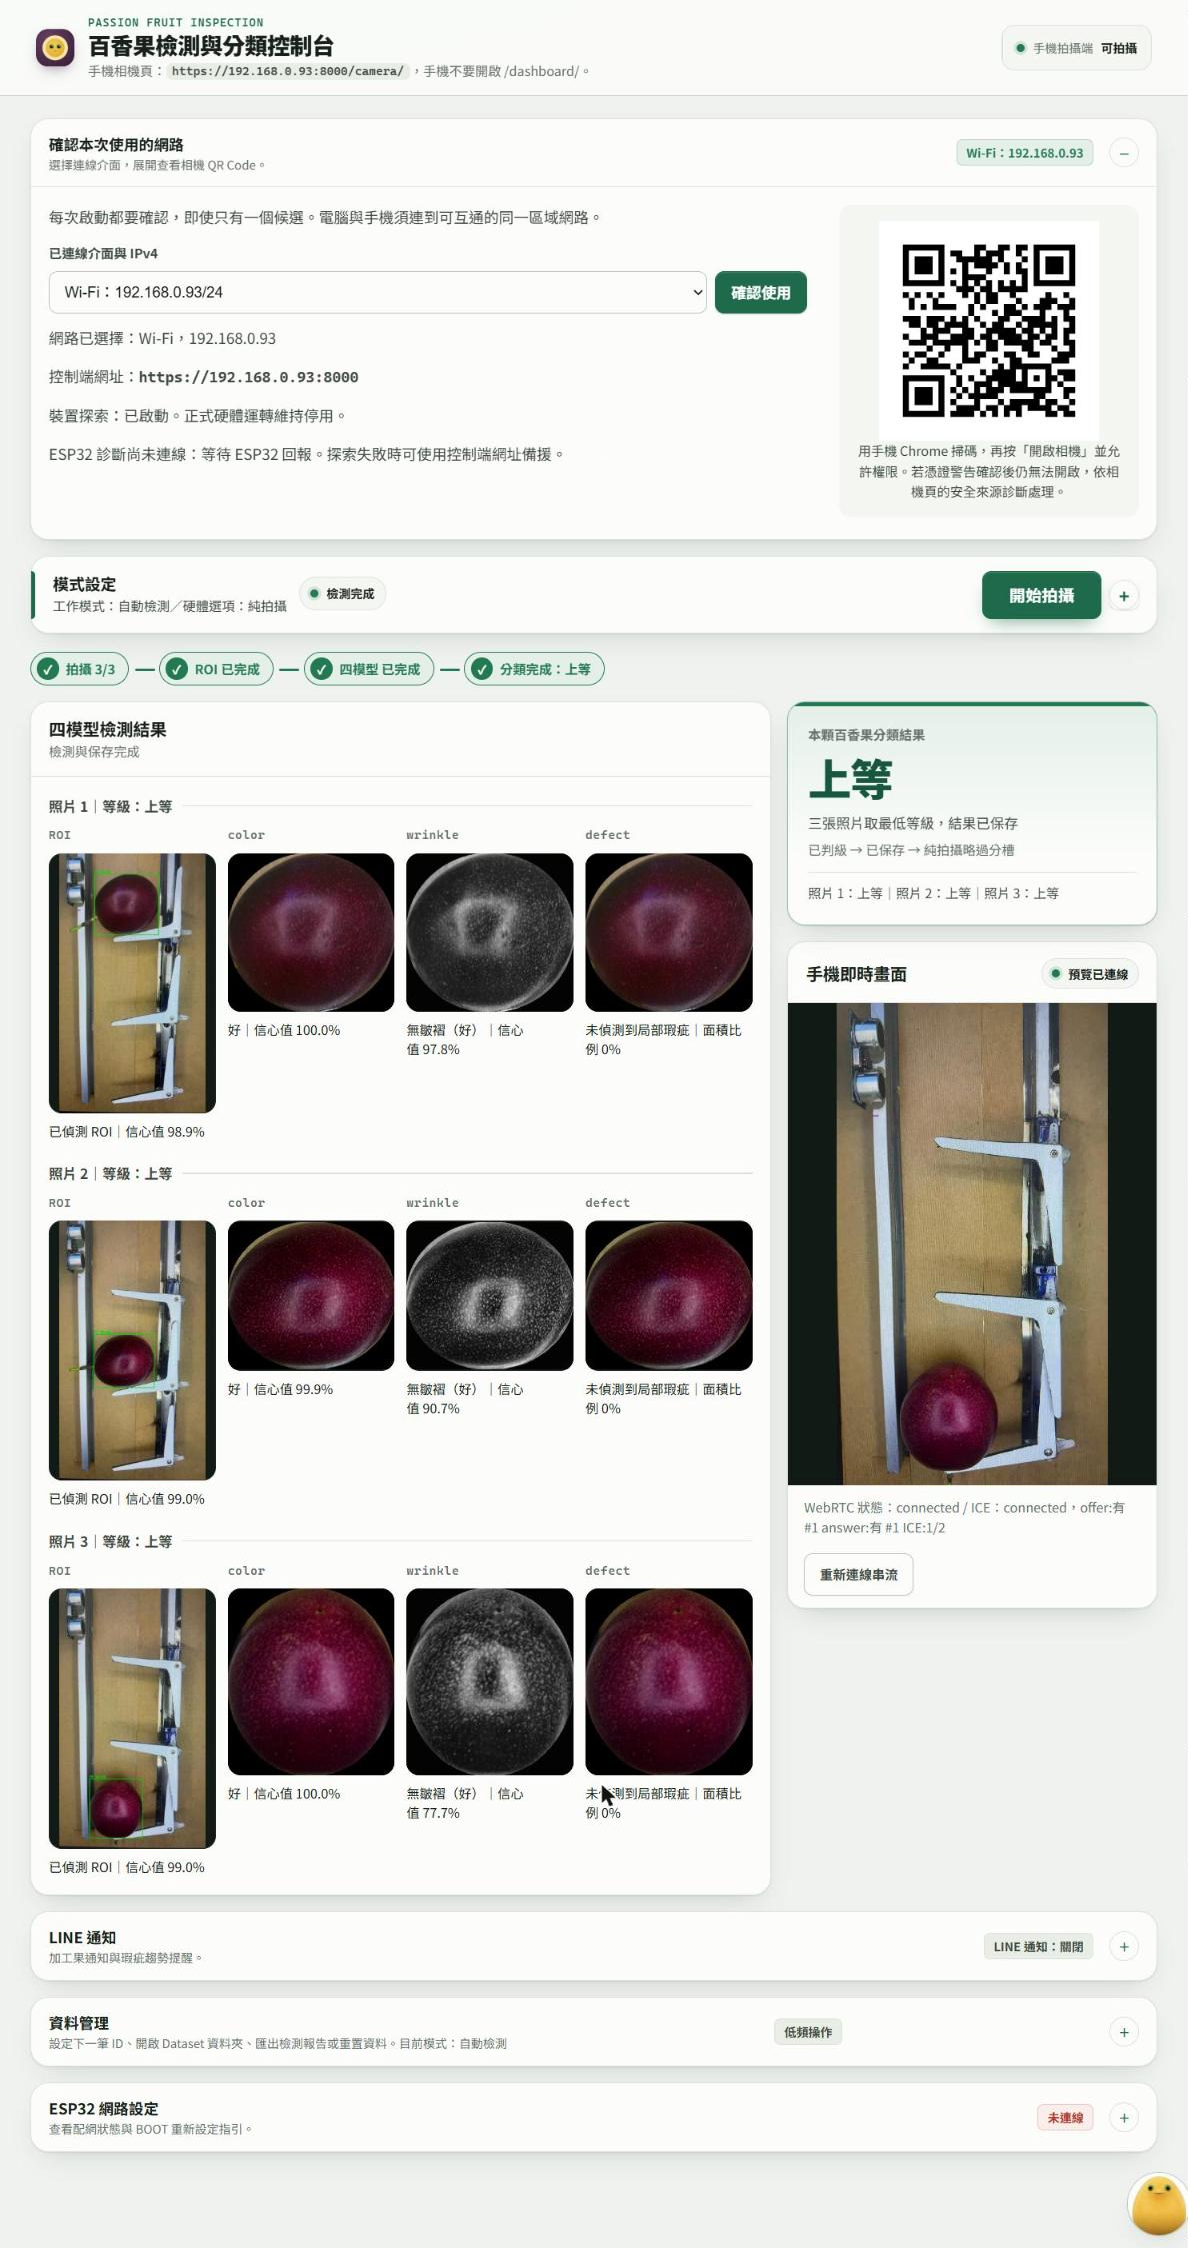 PASSION FRUIT INSPECTION
百香果檢測與分類控制台
手機相機頁：https://192.168.0.93:8000/camera/，手機不要開啟 /dashboard/。
手機拍攝端 可拍攝
確認本次使用的網路
選擇連線介面，展開查看相機 QR Code。
Wi-Fi：192.168.0.93
−
每次啟動都要確認，即使只有一個候選。電腦與手機須連到可互通的同一區域網路。
已連線介面與 IPv4
Wi-Fi：192.168.0.93/24
確認使用
網路已選擇：Wi-Fi，192.168.0.93
控制端網址：https://192.168.0.93:8000
裝置探索：已啟動。正式硬體運轉維持停用。
ESP32 診斷尚未連線：等待 ESP32 回報。探索失敗時可使用控制端網址備援。
用手機 Chrome 掃碼，再按「開啟相機」並允
許權限。若憑證警告確認後仍無法開啟，依相
機頁的安全來源診斷處理。
模式設定
工作模式：自動檢測／硬體選項：純拍攝
檢測完成
開始拍攝
+
拍攝 3/3
ROI 已完成
四模型 已完成
分類完成：上等
四模型檢測結果
檢測與保存完成
照片 1｜等級：上等
ROI
color
wrinkle
defect
好｜信心值 100.0%
無皺褶（好）｜信心
值 97.8%
未偵測到局部瑕疵｜面積比
例 0%
已偵測 ROI｜信心值 98.9%
照片 2｜等級：上等
ROI
color
wrinkle
defect
好｜信心值 99.9%
無皺褶（好）｜信心
值 90.7%
未偵測到局部瑕疵｜面積比
例 0%
已偵測 ROI｜信心值 99.0%
照片 3｜等級：上等
ROI
color
wrinkle
defect
好｜信心值 100.0%
無皺褶（好）｜信心
值 77.7%
未偵測到局部瑕疵｜面積比
例 0%
已偵測 ROI｜信心值 99.0%
本顆百香果分類結果
上等
三張照片取最低等級，結果已保存
已判級 → 已保存 → 純拍攝略過分槽
照片 1：上等｜照片 2：上等｜照片 3：上等
手機即時畫面
預覽已連線
WebRTC 狀態：connected / ICE：connected，offer:有
#1 answer:有 #1 ICE:1/2
重新連線串流
LINE 通知
加工果通知與瑕疵趨勢提醒。
LINE 通知：關閉
+
資料管理
設定下一筆 ID、開啟 Dataset 資料夾、匯出檢測報告或重置資料。目前模式：自動檢測
低頻操作
+
ESP32 網路設定
查看配網狀態與 BOOT 重新設定指引。
未連線
+